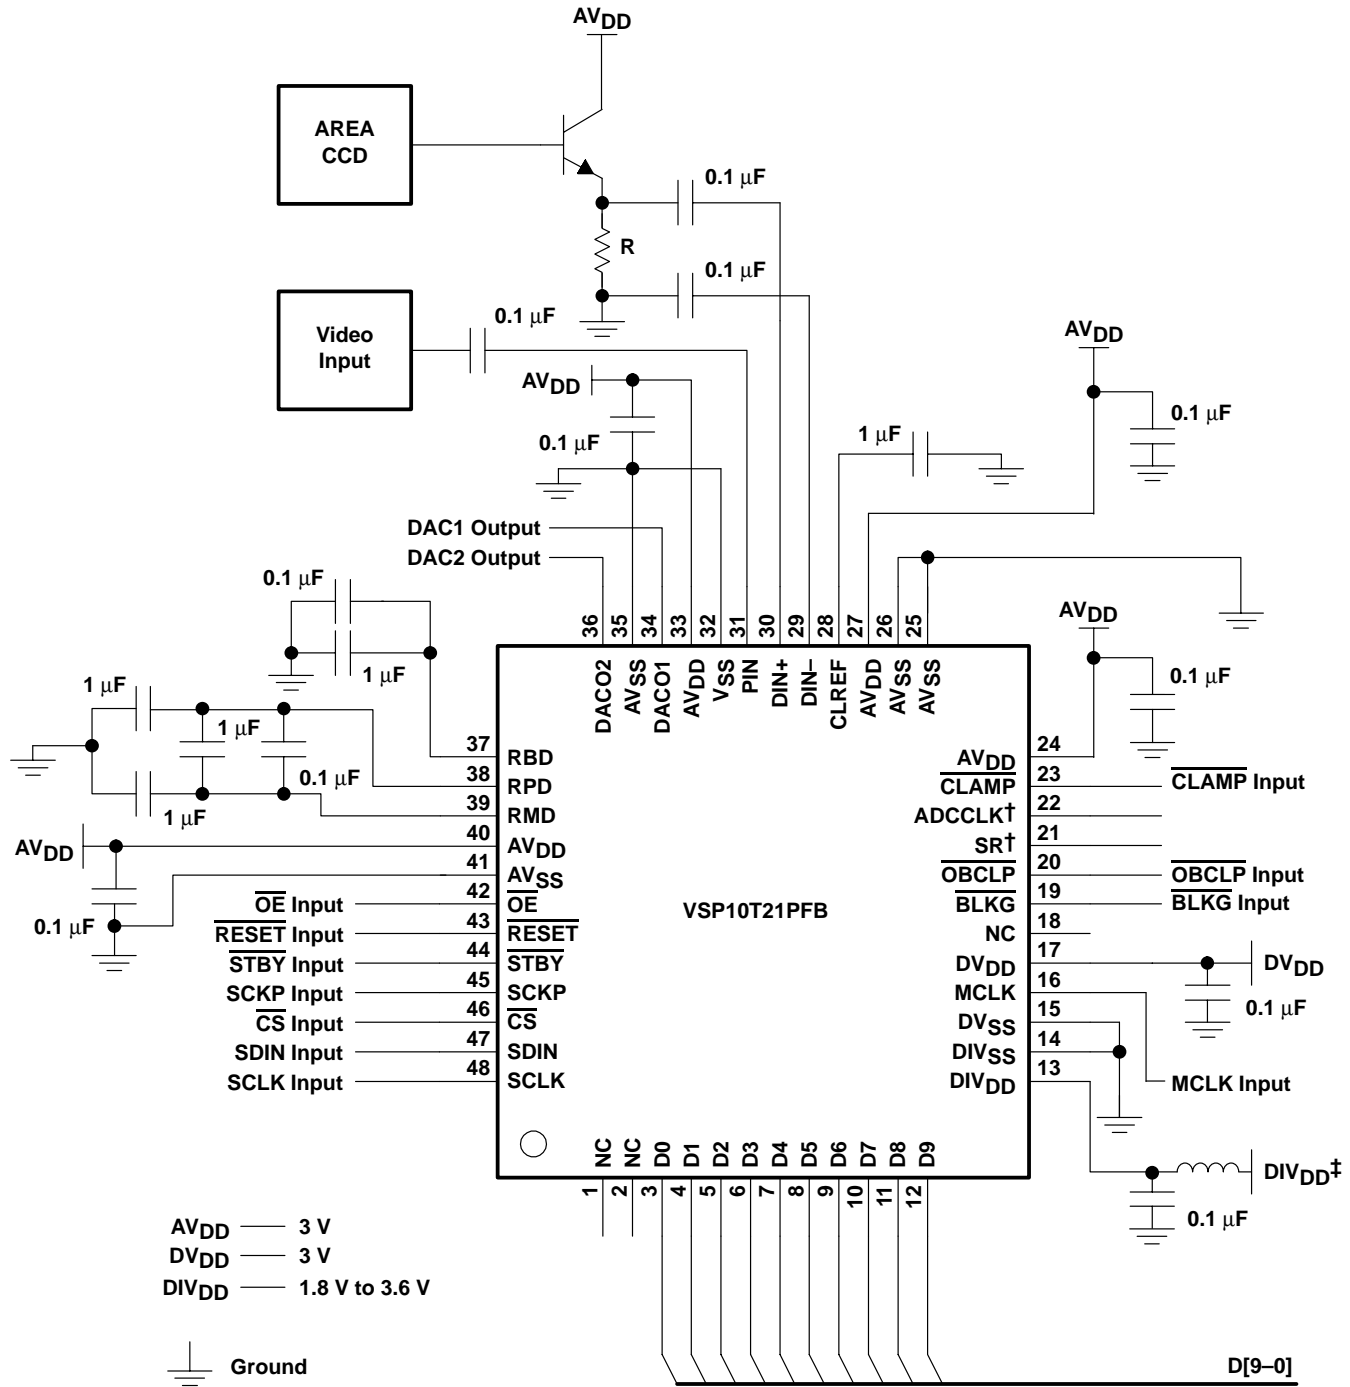 AVDD
AREA
CCD
0.1 μF
R
0.1 μF
Video
Input
0.1 μF
AVDD
0.1 μF
1 μF
AVDD
0.1 μF
DAC1 Output
DAC2 Output
0.1 μF
1 μF
1 μF
1 μF
0.1 μF
1 μF
AVDD
0.1 μF
36
35
34
33
32
31
30
29
28
27
26
25
DACO2
AVSS
DACO1
AVDD
VSS
PIN
DIN+
DIN–
CLREF
AVDD
AVSS
AVSS
AVDD
0.1 μF
37 RBD
38 RPD
39 RMD
40 AVDD
41 AVSS
OE Input 42 OE
RESET Input 43 RESET
STBY Input 44 STBY
SCKP Input 45 SCKP
CS Input 46 CS
SDIN Input 47 SDIN
SCLK Input 48 SCLK
VSP10T21PFB
AVDD 24
CLAMP 23 CLAMP Input
ADCCLK† 22
SR† 21
OBCLP 20 OBCLP Input
BLKG 19 BLKG Input
NC 18
DVDD 17 DVDD
0.1 μF
MCLK 16 MCLK Input
DVSS 15
DIVSS 14
DIVDD 13
DIVDD‡
0.1 μF
NC
NC
D0
D1
D2
D3
D4
D5
D6
D7
D8
D9
1
2
3
4
5
6
7
8
9
10
11
12
AVDD 3 V
DVDD 3 V
DIVDD 1.8 V to 3.6 V
Ground
D[9–0]